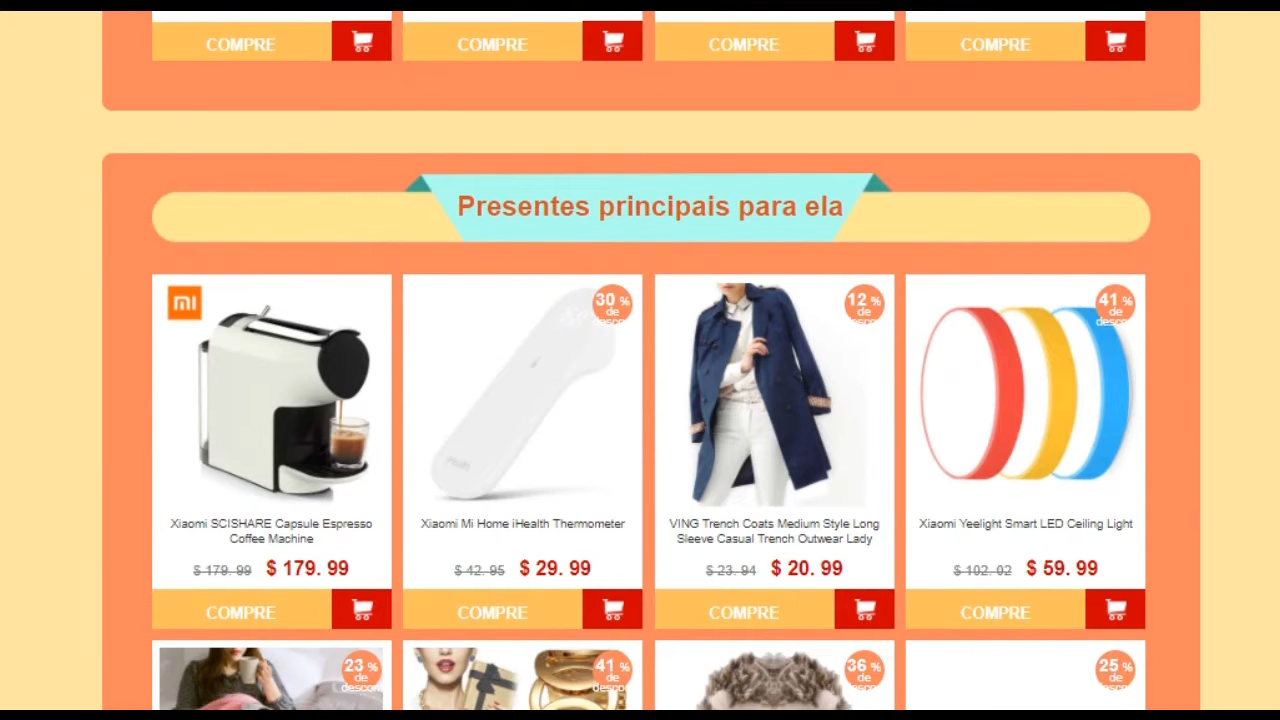 COMPRE COMPRE COMPRE COMPRE
Presentes principais para ela
mi
30 %
de
12 %
de
41 %
de
Xiaomi SCISHARE Capsule Espresso
Coffee Machine
$ 179. 99 $ 179. 99
COMPRE
Xiaomi Mi Home iHealth Thermometer
$ 42. 95 $ 29. 99
COMPRE
VING Trench Coats Medium Style Long
Sleeve Casual Trench Outwear Lady
$ 23. 94 $ 20. 99
COMPRE
Xiaomi Yeelight Smart LED Ceiling Light
$ 102. 02 $ 59. 99
COMPRE
23 %
de
41 %
de
36 %
de
25 %
de